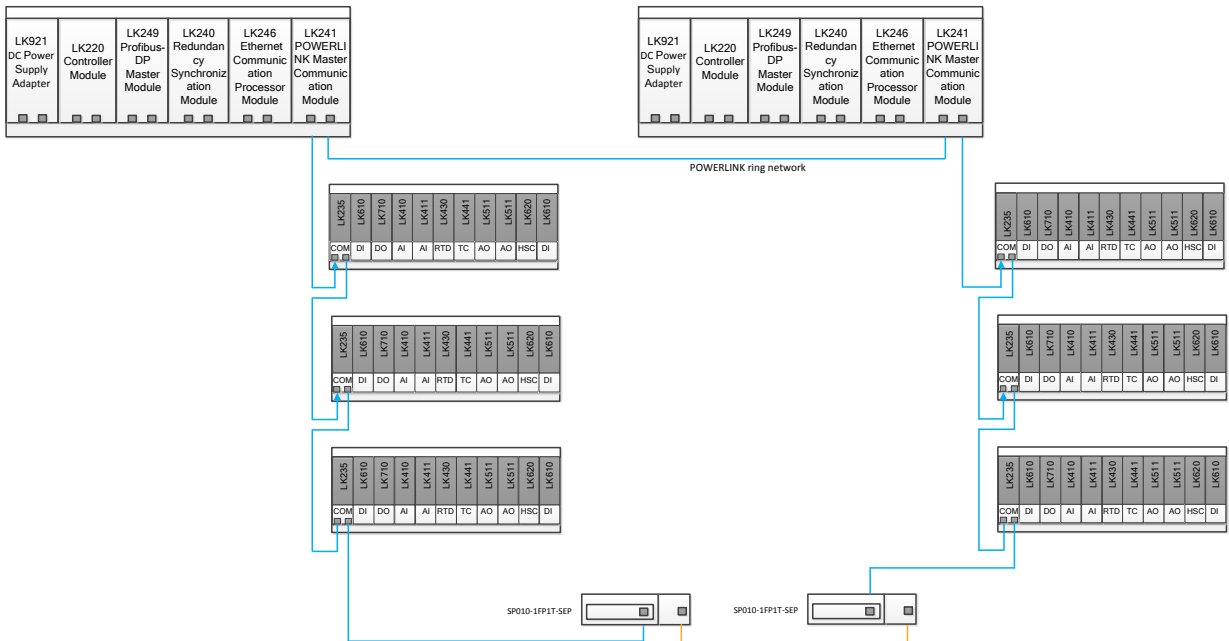 LK921
DC Power
Supply
Adapter
LK220
Controller
Module
LK249
Profibus-
DP
Master
Module
LK240
Redundan
cy
Synchroniz
ation
Module
LK246
Ethernet
Communic
ation
Processor
Module
LK241
POWERLI
NK Master
Communic
ation
Module
LK921
DC Power
Supply
Adapter
LK220
Controller
Module
LK249
Profibus-
DP
Master
Module
LK240
Redundan
cy
Synchroniz
ation
Module
LK246
Ethernet
Communic
ation
Processor
Module
LK241
POWERLI
NK Master
Communic
ation
Module
POWERLINK ring network
LK235 LK610 LK710 LK410 LK411 LK430 LK441 LK511 LK511 LK620 LK610
COM DI DO AI AI RTD TC AO AO HSC DI
LK235 LK610 LK710 LK410 LK411 LK430 LK441 LK511 LK511 LK620 LK610
COM DI DO AI AI RTD TC AO AO HSC DI
LK235 LK610 LK710 LK410 LK411 LK430 LK441 LK511 LK511 LK620 LK610
COM DI DO AI AI RTD TC AO AO HSC DI
LK235 LK610 LK710 LK410 LK411 LK430 LK441 LK511 LK511 LK620 LK610
COM DI DO AI AI RTD TC AO AO HSC DI
LK235 LK610 LK710 LK410 LK411 LK430 LK441 LK511 LK511 LK620 LK610
COM DI DO AI AI RTD TC AO AO HSC DI
LK235 LK610 LK710 LK410 LK411 LK430 LK441 LK511 LK511 LK620 LK610
COM DI DO AI AI RTD TC AO AO HSC DI
SP010-1FP1T-SEP
SP010-1FP1T-SEP